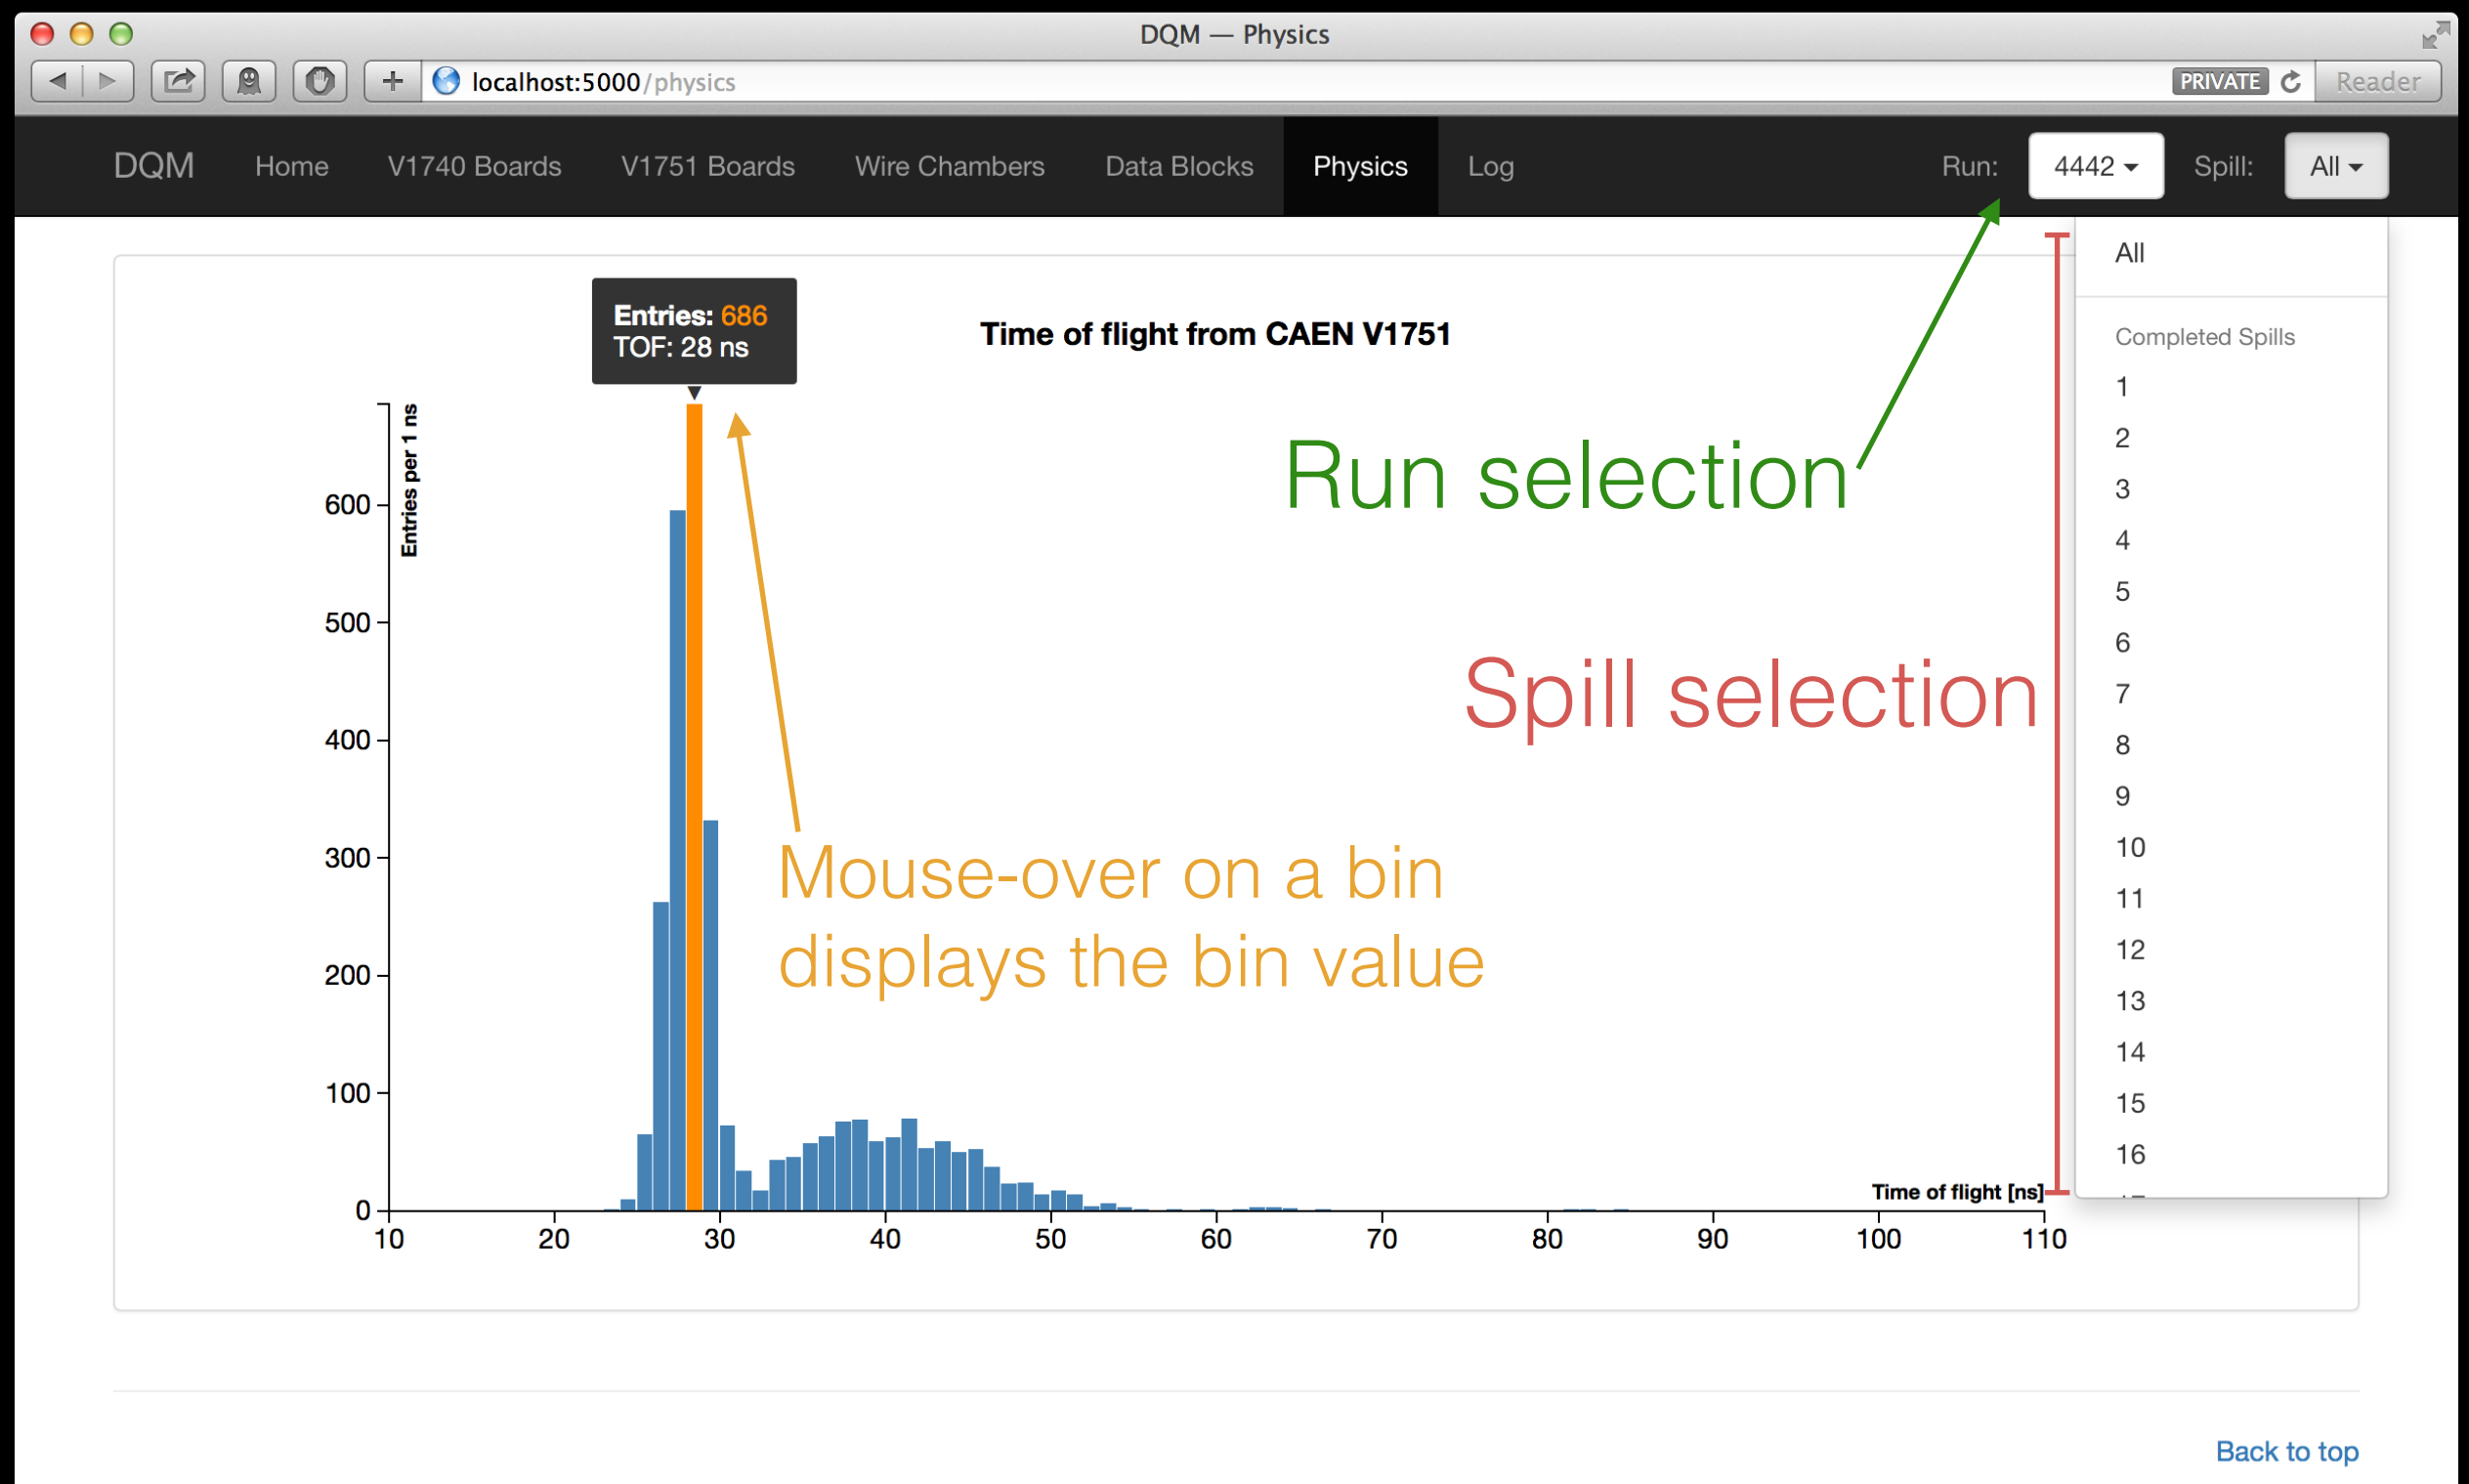 DQM — Physics
localhost:5000/physics
PRIVATE
Reader
DQM Home V1740 Boards V1751 Boards Wire Chambers Data Blocks Physics Log Run: 4442 Spill: All
All
Completed Spills
1
2
3
4
5
6
7
8
9
10
11
12
13
14
15
16
Entries: 686
TOF: 28 ns
Time of flight from CAEN V1751
Entries per 1 ns
Run selection
Spill selection
Mouse-over on a bin
displays the bin value
600
500
400
300
200
100
0
Time of flight [ns]
10 20 30 40 50 60 70 80 90 100 110
Back to top